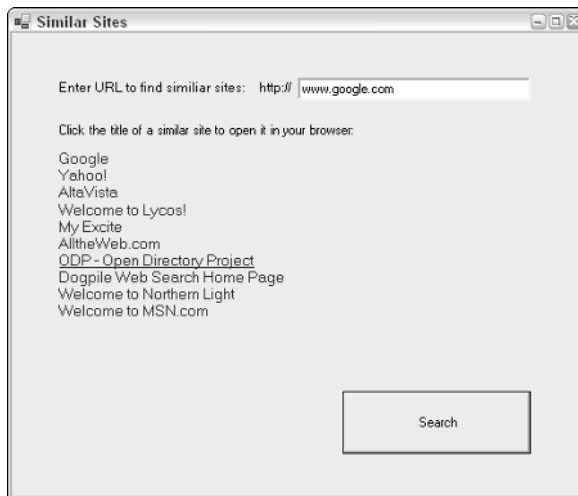 Similar Sites
Enter URL to find similiar sites: http:// www.google.com
Click the title of a similar site to open it in your browser:
Google
Yahoo!
AltaVista
Welcome to Lycos!
My Excite
AlltheWeb.com
ODP - Open Directory Project
Dogpile Web Search Home Page
Welcome to Northern Light
Welcome to MSN.com
Search